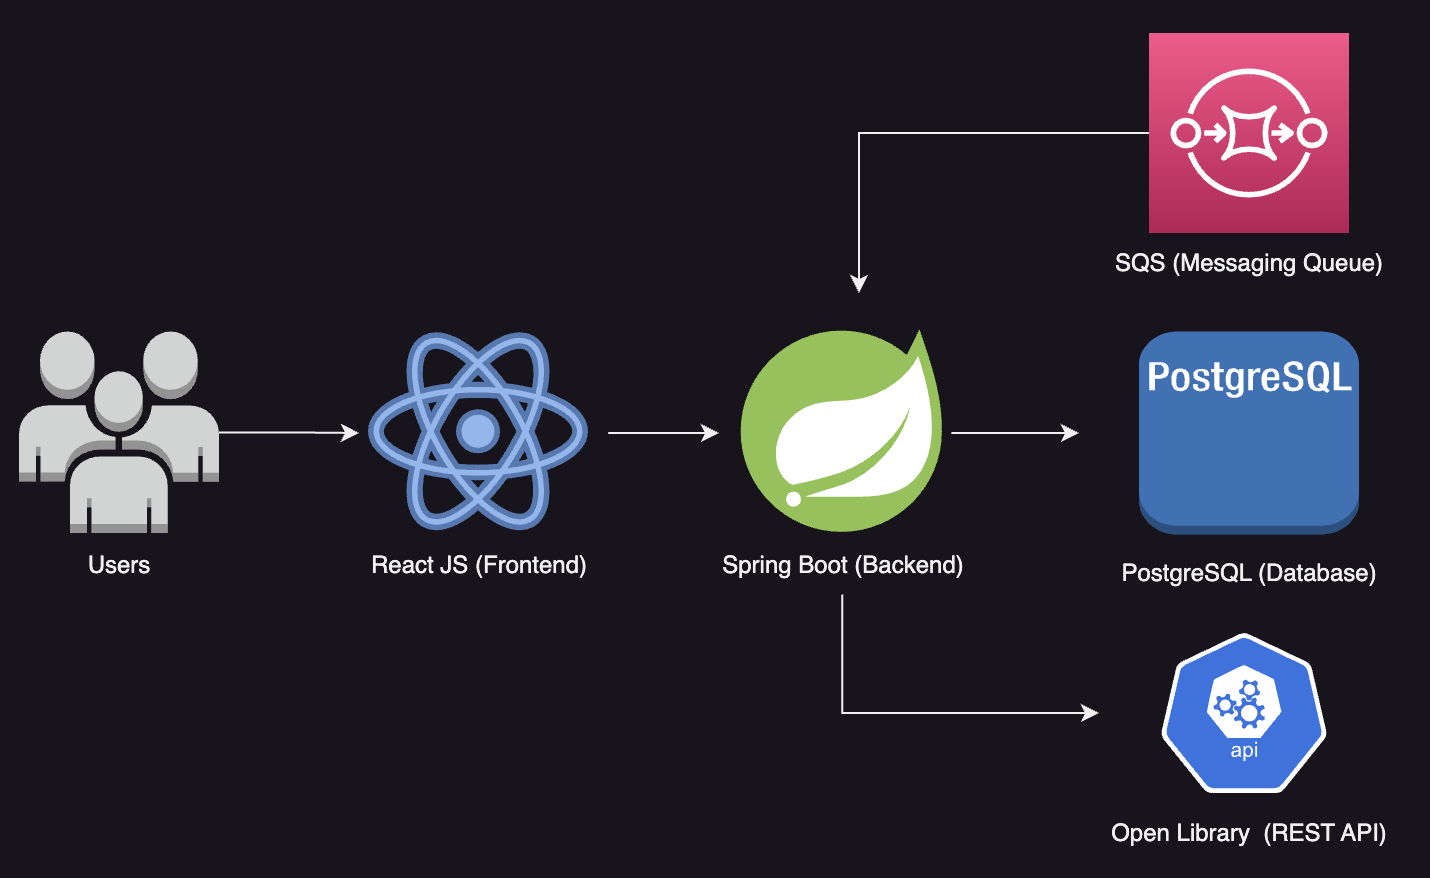 SQS (Messaging Queue)
PostgreSQL
Users
React JS (Frontend)
Spring Boot (Backend)
PostgreSQL (Database)
api
Open Library  (REST API)